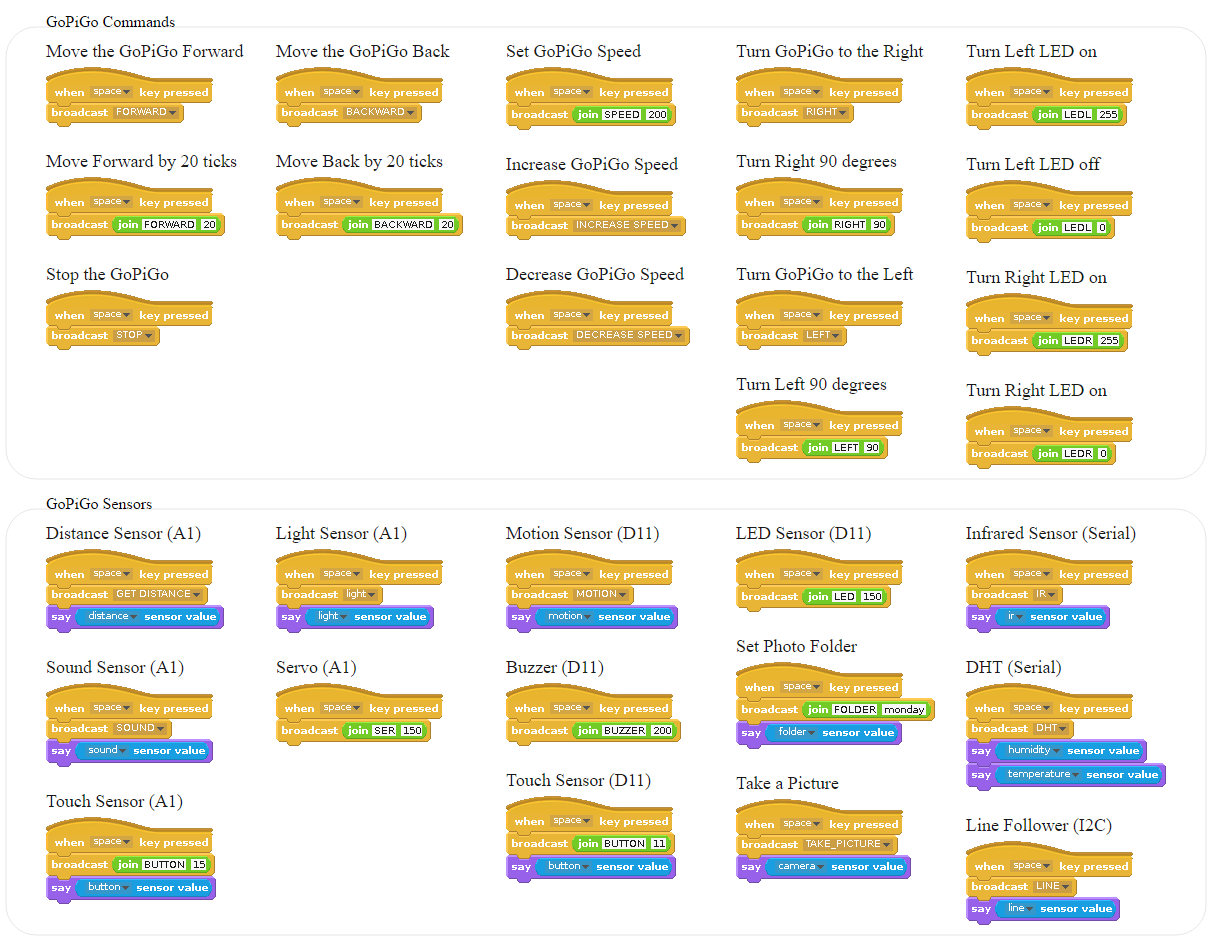 GoPiGo Commands
Move the GoPiGo Forward
when space key pressed
broadcast FORWARD
Move Forward by 20 ticks
when space key pressed
broadcast join FORWARD 20
Stop the GoPiGo
when space key pressed
broadcast STOP
Move the GoPiGo Back
when space key pressed
broadcast BACKWARD
Move Back by 20 ticks
when space key pressed
broadcast join BACKWARD 20
Set GoPiGo Speed
when space key pressed
broadcast join SPEED 200
Increase GoPiGo Speed
when space key pressed
broadcast INCREASE SPEED
Decrease GoPiGo Speed
when space key pressed
broadcast DECREASE SPEED
Turn GoPiGo to the Right
when space key pressed
broadcast RIGHT
Turn Right 90 degrees
when space key pressed
broadcast join RIGHT 90
Turn GoPiGo to the Left
when space key pressed
broadcast LEFT
Turn Left 90 degrees
when space key pressed
broadcast join LEFT 90
Turn Left LED on
when space key pressed
broadcast join LEDL 255
Turn Left LED off
when space key pressed
broadcast join LEDL 0
Turn Right LED on
when space key pressed
broadcast join LEDR 255
Turn Right LED on
when space key pressed
broadcast join LEDR 0
GoPiGo Sensors
Distance Sensor (A1)
when space key pressed
broadcast GET DISTANCE
say distance sensor value
Sound Sensor (A1)
when space key pressed
broadcast SOUND
say sound sensor value
Touch Sensor (A1)
when space key pressed
broadcast join BUTTON 15
say button sensor value
Light Sensor (A1)
when space key pressed
broadcast light
say light sensor value
Servo (A1)
when space key pressed
broadcast join SER 150
Motion Sensor (D11)
when space key pressed
broadcast MOTION
say motion sensor value
Buzzer (D11)
when space key pressed
broadcast join BUZZER 200
Touch Sensor (D11)
when space key pressed
broadcast join BUTTON 11
say button sensor value
LED Sensor (D11)
when space key pressed
broadcast join LED 150
Set Photo Folder
when space key pressed
broadcast join FOLDER monday
say folder sensor value
Take a Picture
when space key pressed
broadcast TAKE_PICTURE
say camera sensor value
Infrared Sensor (Serial)
when space key pressed
broadcast IR
say ir sensor value
DHT (Serial)
when space key pressed
broadcast DHT
say humidity sensor value
say temperature sensor value
Line Follower (I2C)
when space key pressed
broadcast LINE
say line sensor value